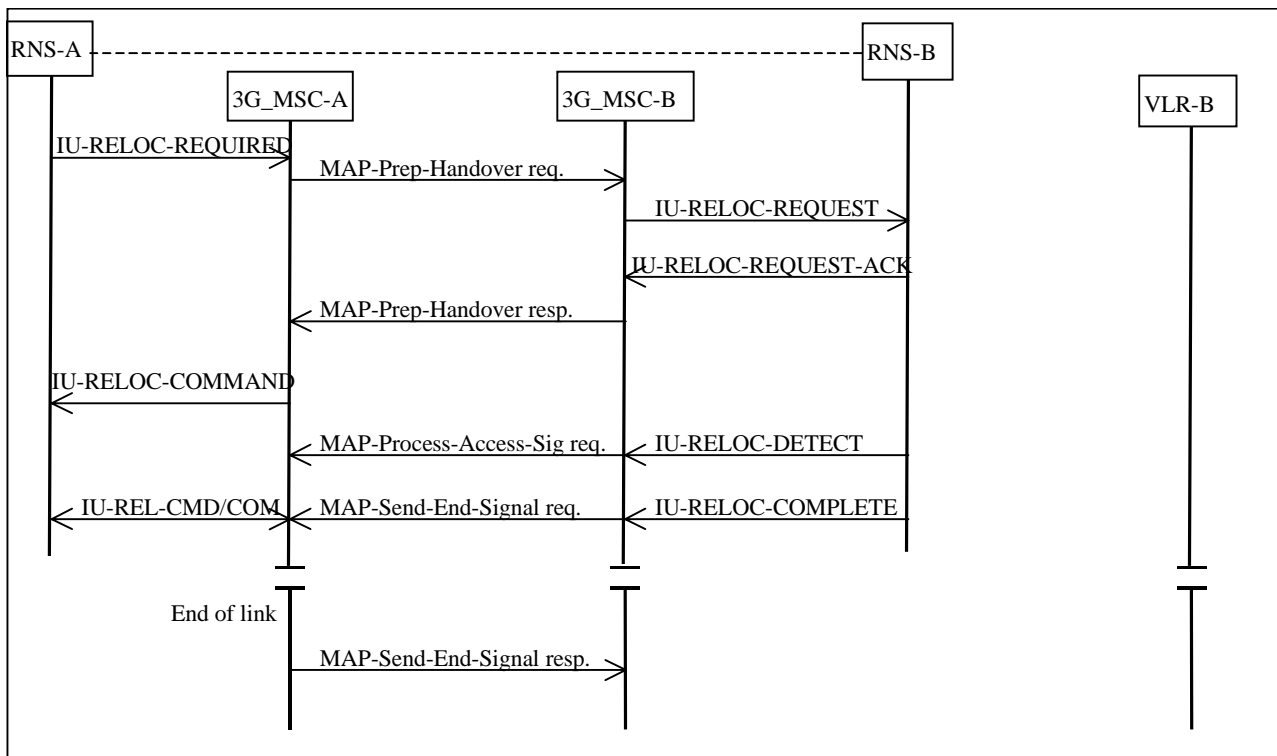 RNS-A
RNS-B
3G_MSC-A
3G_MSC-B
VLR-B
IU-RELOC-REQUIRED
MAP-Prep-Handover req.
IU-RELOC-REQUEST
IU-RELOC-REQUEST-ACK
MAP-Prep-Handover resp.
IU-RELOC-COMMAND
MAP-Process-Access-Sig req.
IU-RELOC-DETECT
IU-REL-CMD/COM
MAP-Send-End-Signal req.
IU-RELOC-COMPLETE
End of link
MAP-Send-End-Signal resp.